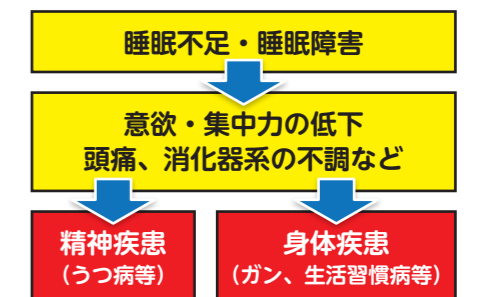 睡眠不足・睡眠障害
意欲・集中力の低下
頭痛、消化器系の不調など
精神疾患
（うつ病等）
身体疾患
（ガン、生活習慣病等）